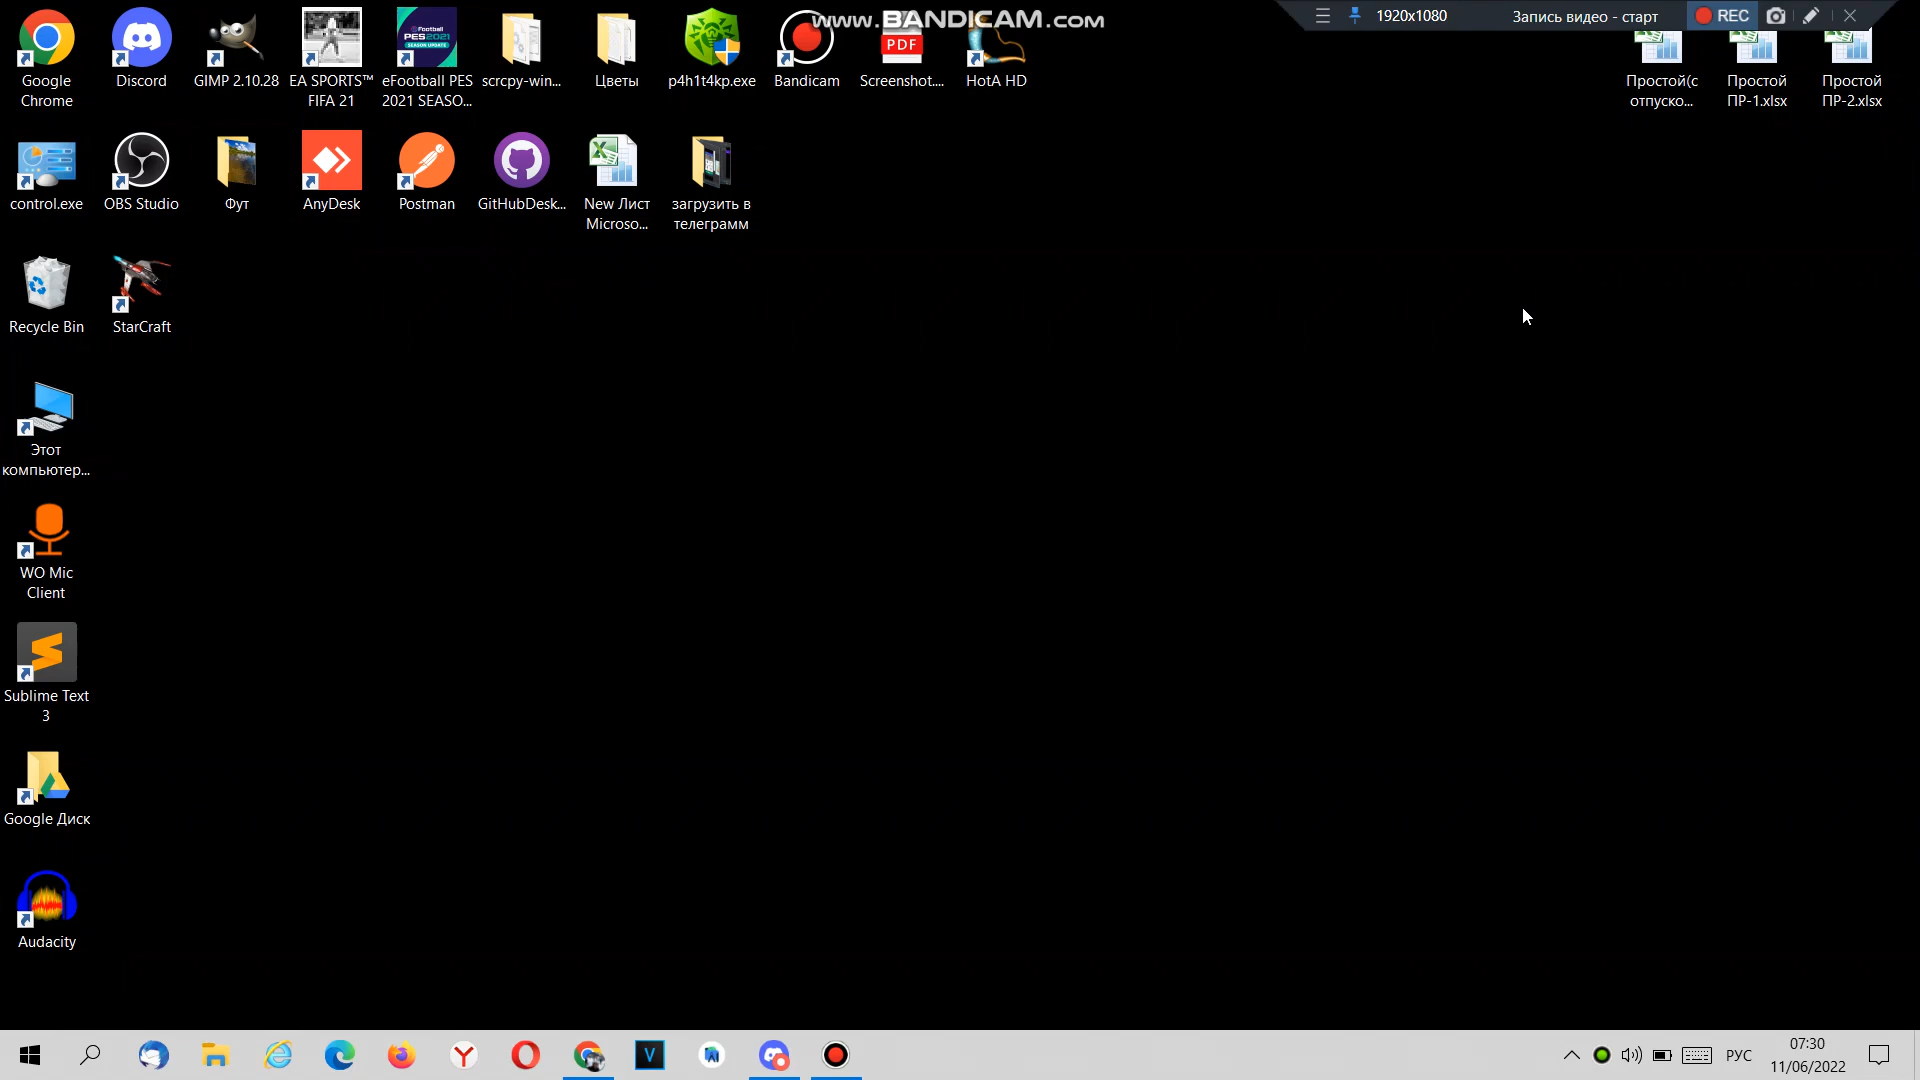 www.BANDICAM.com
1920x1080
Запись видео - старт
REC
Google
Chrome
Discord
GIMP 2.10.28
EA SPORTS™
FIFA 21
eFootball
PES2021
SEASON UPDATE
eFootball PES
2021 SEASO...
scrcpy-win...
Цветы
p4h1t4kp.exe
Bandicam
PDF
Screenshot....
HotA HD
Простой(с
отпуско...
Простой
ПР-1.xlsx
Простой
ПР-2.xlsx
control.exe
OBS Studio
Фут
AnyDesk
Postman
GitHubDesk...
New Лист
Microso...
загрузить в
телеграмм
Recycle Bin
StarCraft
Этот
компьютер...
WO Mic
Client
Sublime Text
3
Google Диск
Audacity
РУС
07:30
11/06/2022